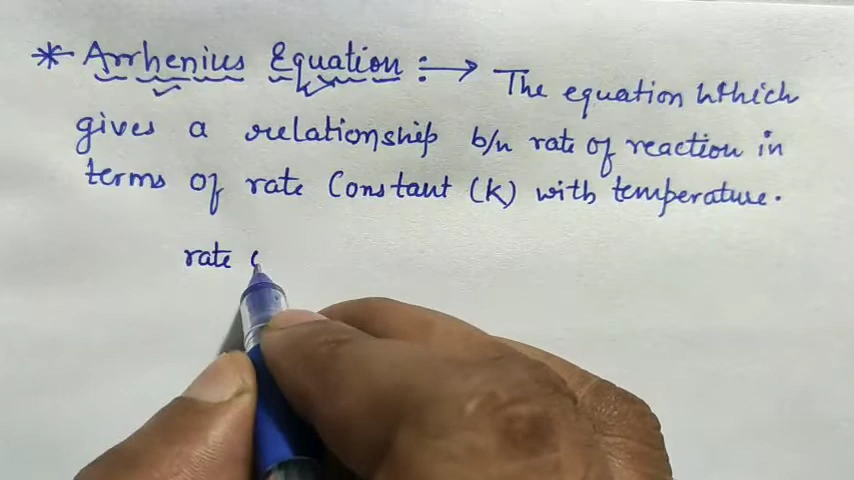 * Arrhenius Equation :→ The equation which
gives a relationship b/n rate of reaction in
terms of rate Constant (K) with temperature.
rate